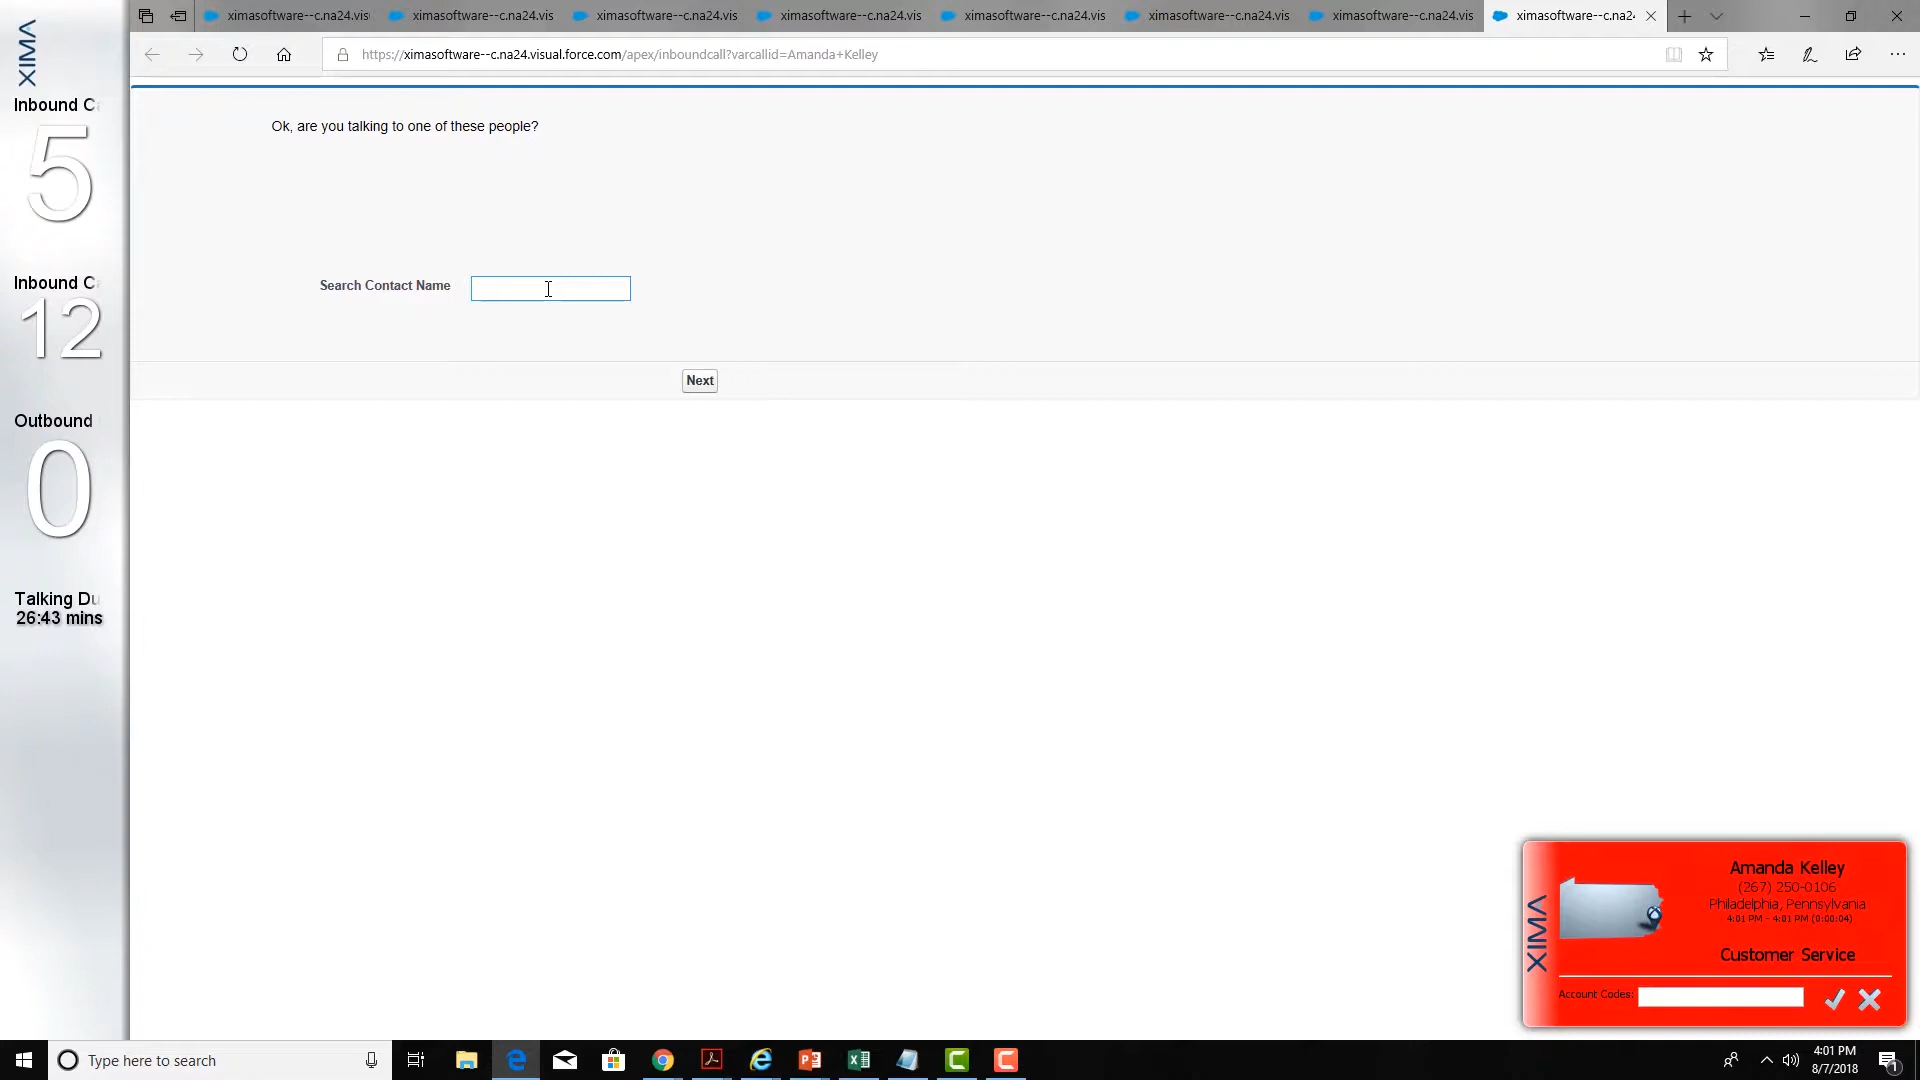 ximasoftware--c.na24.vis
ximasoftware--c.na24.vis
ximasoftware--c.na24.vis
ximasoftware--c.na24.vis
ximasoftware--c.na24.vis
ximasoftware--c.na24.vis
ximasoftware--c.na24.vis
ximasoftware--c.na24
https://ximasoftware--c.na24.visual.force.com/apex/inboundcall?varcallid=Amanda+Kelley
XIMA
Inbound C
5
Inbound C
12
Outbound
0
Talking Du
26:43 mins
Ok, are you talking to one of these people?
Search Contact Name
Next
XIMA
Amanda Kelley
(267) 250-0106
Philadelphia, Pennsylvania
4:01 PM - 4:01 PM (0:00:04)
Customer Service
Account Codes:
Type here to search
4:01 PM
8/7/2018
1